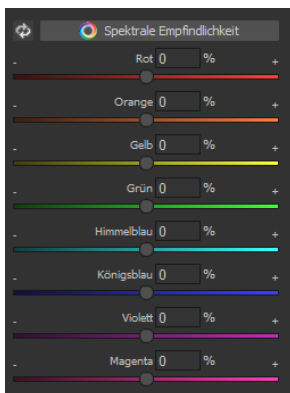 Spektrale Empfindlichkeit
Rot 0 %
- +
Orange 0 %
- +
Gelb 0 %
- +
Grün 0 %
- +
Himmelblau 0 %
- +
Königsblau 0 %
- +
Violett 0 %
- +
Magenta 0 %
- +